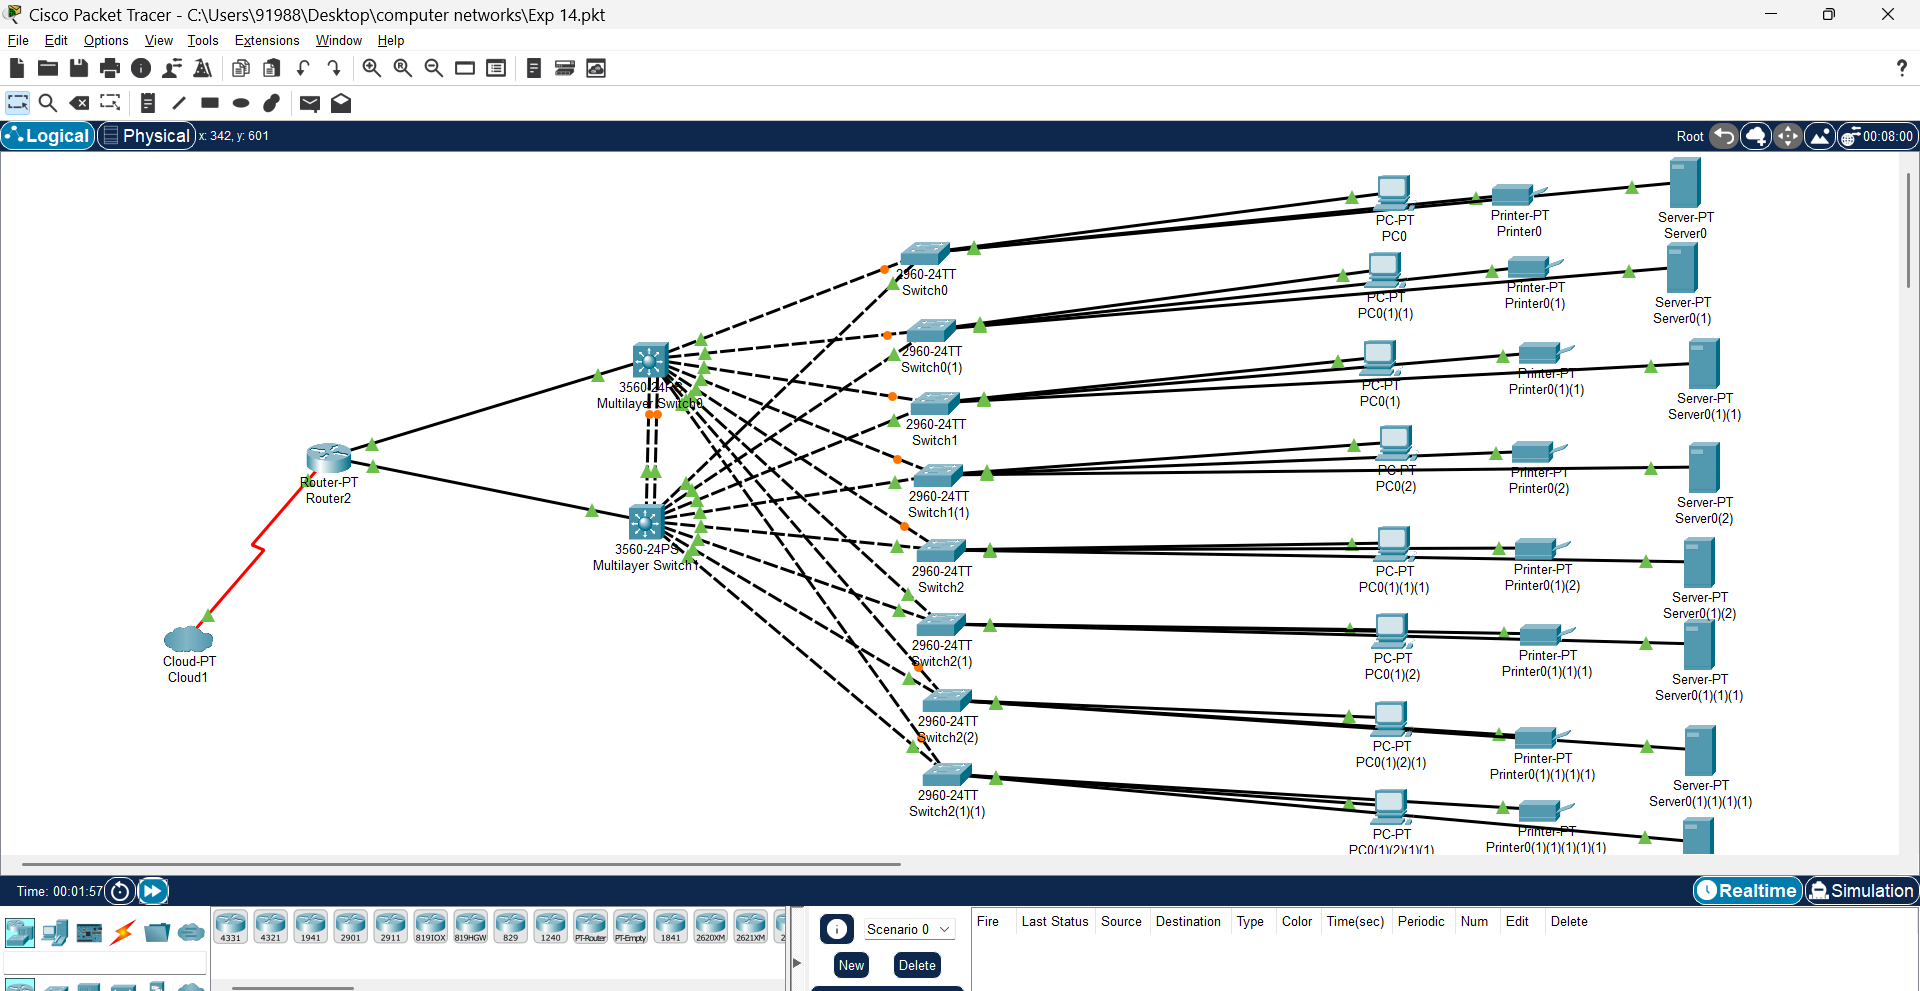 Cisco Packet Tracer - C:\Users\91988\Desktop\computer networks\Exp 14.pkt
File Edit Options View Tools Extensions Window Help
Logical Physical x: 342, y: 601 Root 00:08:00
PC-PT
PC0
Printer-PT
Printer0
Server-PT
Server0
2960-24TT
Switch0
PC-PT
PC0(1)(1)
Printer-PT
Printer0(1)
Server-PT
Server0(1)
2960-24TT
Switch0(1)
3560-24PS
Multilayer Switch0
PC-PT
PC0(1)
Printer-PT
Printer0(1)(1)
Server-PT
Server0(1)(1)
2960-24TT
Switch1
Router-PT
Router2
PC-PT
PC0(2)
Printer-PT
Printer0(2)
Server-PT
Server0(2)
2960-24TT
Switch1(1)
3560-24PS
Multilayer Switch1
2960-24TT
Switch2
PC-PT
PC0(1)(1)(1)
Printer-PT
Printer0(1)(2)
Server-PT
Server0(1)(2)
Cloud-PT
Cloud1
2960-24TT
Switch2(1)
PC-PT
PC0(1)(2)
Printer-PT
Printer0(1)(1)(1)
Server-PT
Server0(1)(1)(1)
2960-24TT
Switch2(2)
PC-PT
PC0(1)(2)(1)
Printer-PT
Printer0(1)(1)(1)(1)
Server-PT
Server0(1)(1)(1)(1)
2960-24TT
Switch2(1)(1)
PC-PT
PC0(1)(2)(1)(1)
Printer-PT
Printer0(1)(1)(1)(1)(1)
Time: 00:01:57 Realtime Simulation
4331 4321 1941 2901 2911 819IOX 819HGW 829 1240 PT-Router PT-Empty 1841 2620XM 2621XM 2
Scenario 0
New Delete
Fire Last Status Source Destination Type Color Time(sec) Periodic Num Edit Delete